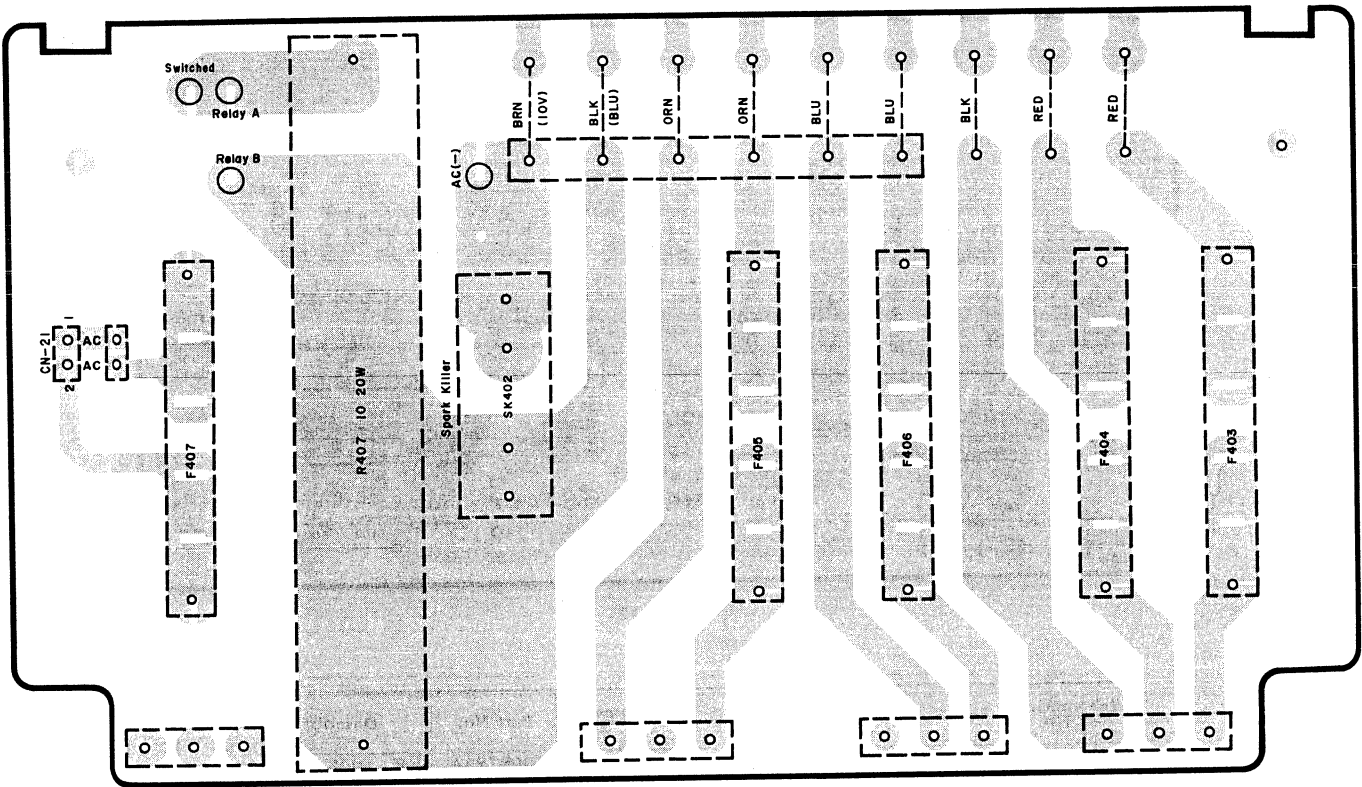 Switched
Relay A
Relay B
AC(-)
BRN
(10V)
BLK
(BLU)
ORN
ORN
BLU
BLU
BLK
RED
RED
CN-21
1
AC
AC
2
F407
R407 10 20W
Spark Killer
SK402
F405
F406
F404
F403